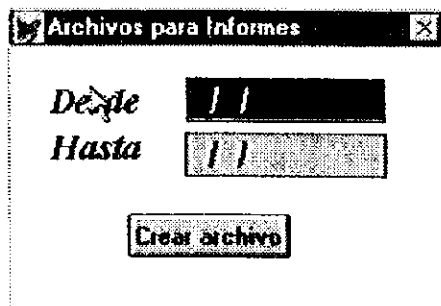 Archivos para Informes
Desde / /
Hasta / /
Crear archivo